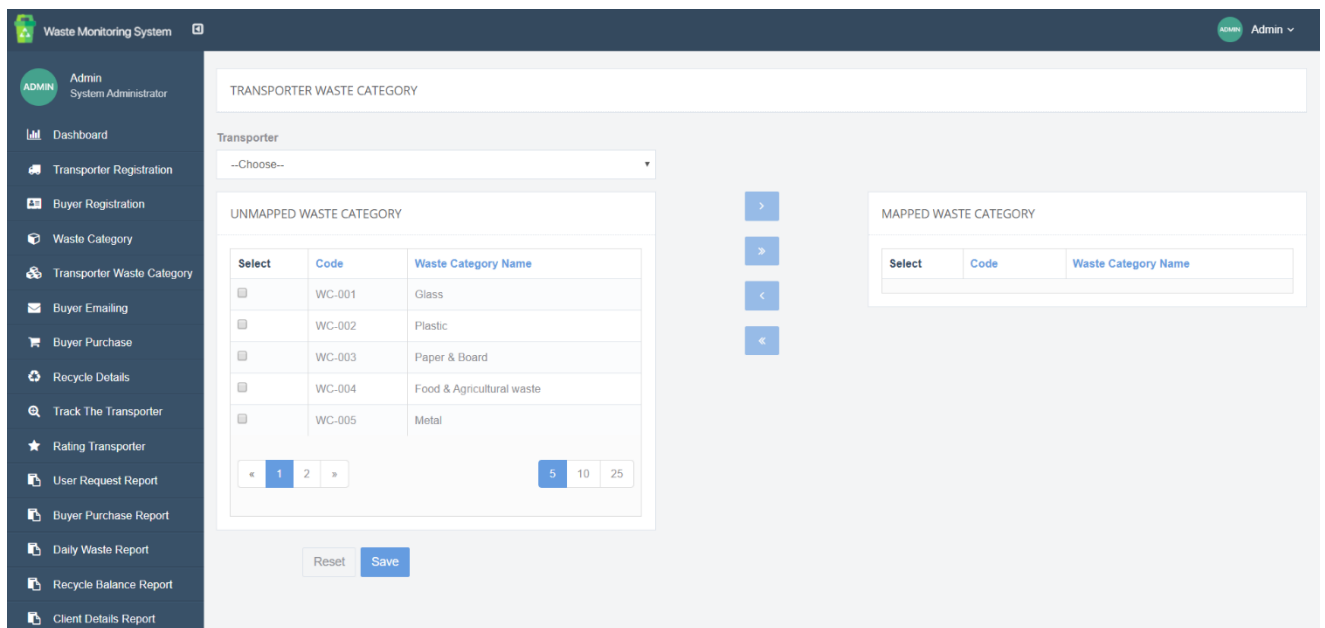 Waste Monitoring System
ADMIN Admin
ADMIN
Admin
System Administrator
Dashboard
Transporter Registration
Buyer Registration
Waste Category
Transporter Waste Category
Buyer Emailing
Buyer Purchase
Recycle Details
Track The Transporter
Rating Transporter
User Request Report
Buyer Purchase Report
Daily Waste Report
Recycle Balance Report
Client Details Report
TRANSPORTER WASTE CATEGORY
Transporter
--Choose--
UNMAPPED WASTE CATEGORY
Select Code Waste Category Name
WC-001 Glass
WC-002 Plastic
WC-003 Paper & Board
WC-004 Food & Agricultural waste
WC-005 Metal
« 1 2 » 5 10 25
Reset Save
>
»
<
«
MAPPED WASTE CATEGORY
Select Code Waste Category Name